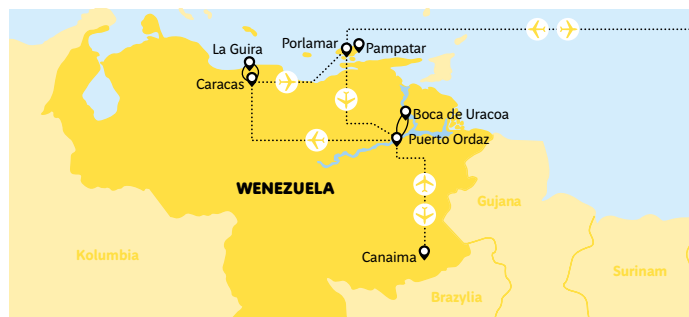 La Guira
Porlamar
Pampatar
Caracas
Boca de Uracoa
Puerto Ordaz
WENEZUELA
Gujana
Kolumbia
Canaima
Surinam
Brazylia